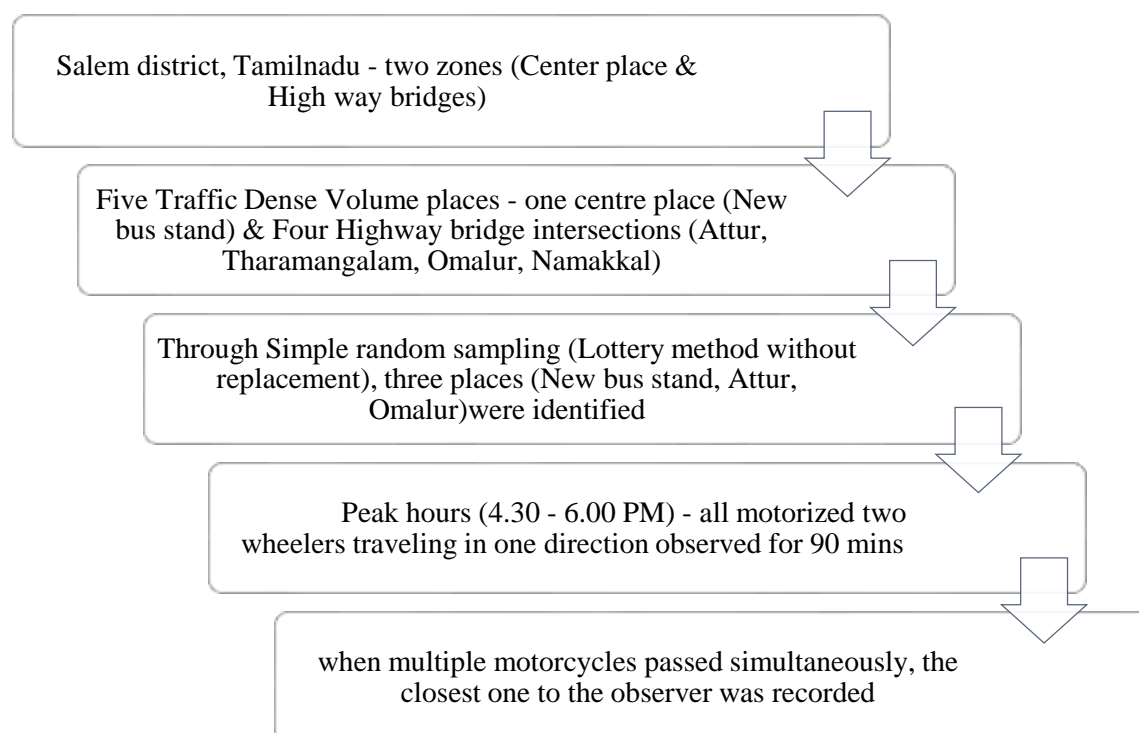 Salem district, Tamilnadu - two zones (Center place &
High way bridges)
Five Traffic Dense Volume places - one centre place (New
bus stand) & Four Highway bridge intersections (Attur,
Tharamangalam, Omalur, Namakkal)
Through Simple random sampling (Lottery method without
replacement), three places (New bus stand, Attur,
Omalur)were identified
Peak hours (4.30 - 6.00 PM) - all motorized two
wheelers traveling in one direction observed for 90 mins
when multiple motorcycles passed simultaneously, the
closest one to the observer was recorded